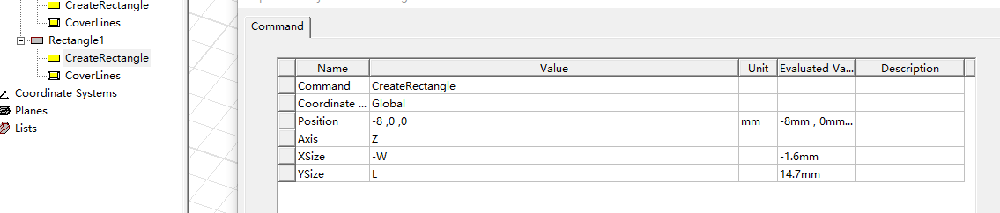 CreateRectangle
CoverLines
Rectangle1
CreateRectangle
CoverLines
Coordinate Systems
Planes
Lists
Command
Name Value Unit Evaluated Va... Description
Command CreateRectangle
Coordinate ... Global
Position -8 ,0 ,0 mm -8mm , 0mm...
Axis Z
XSize -W -1.6mm
YSize L 14.7mm